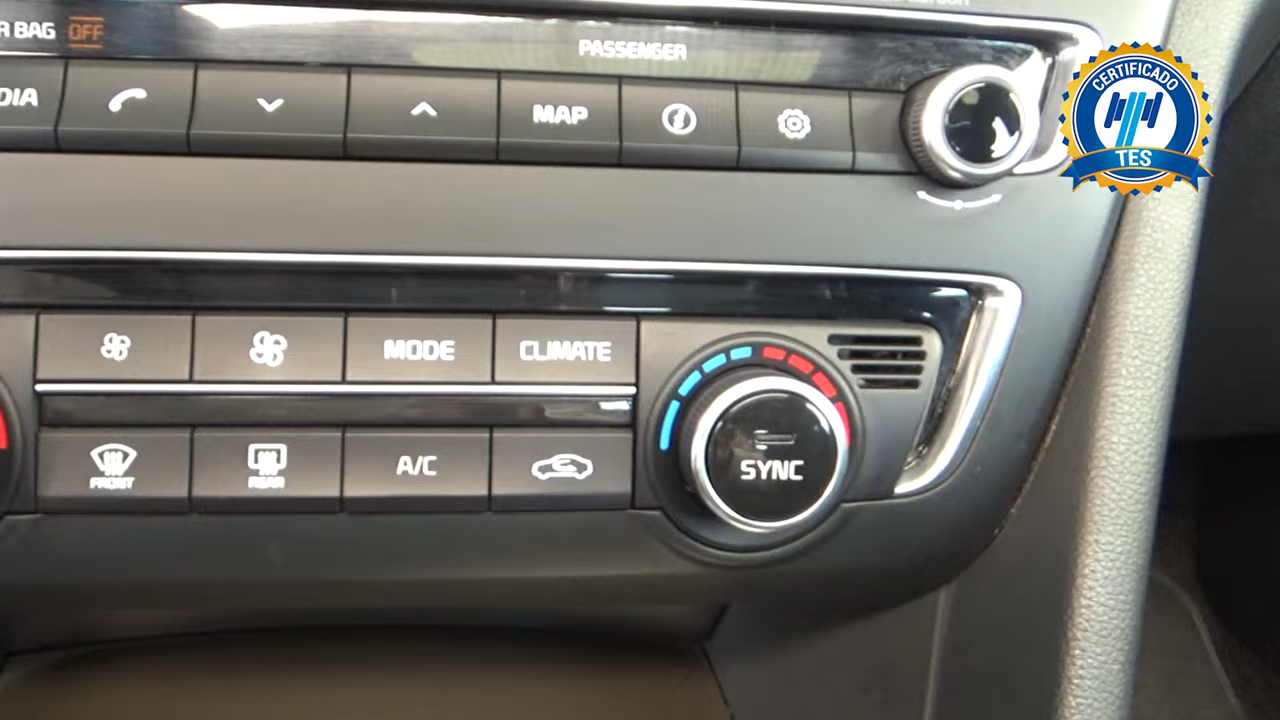 R BAG OFF
PASSENGER
DIA
MAP
CERTIFICADO
TES
MODE
CLIMATE
FRONT
REAR
A/C
SYNC